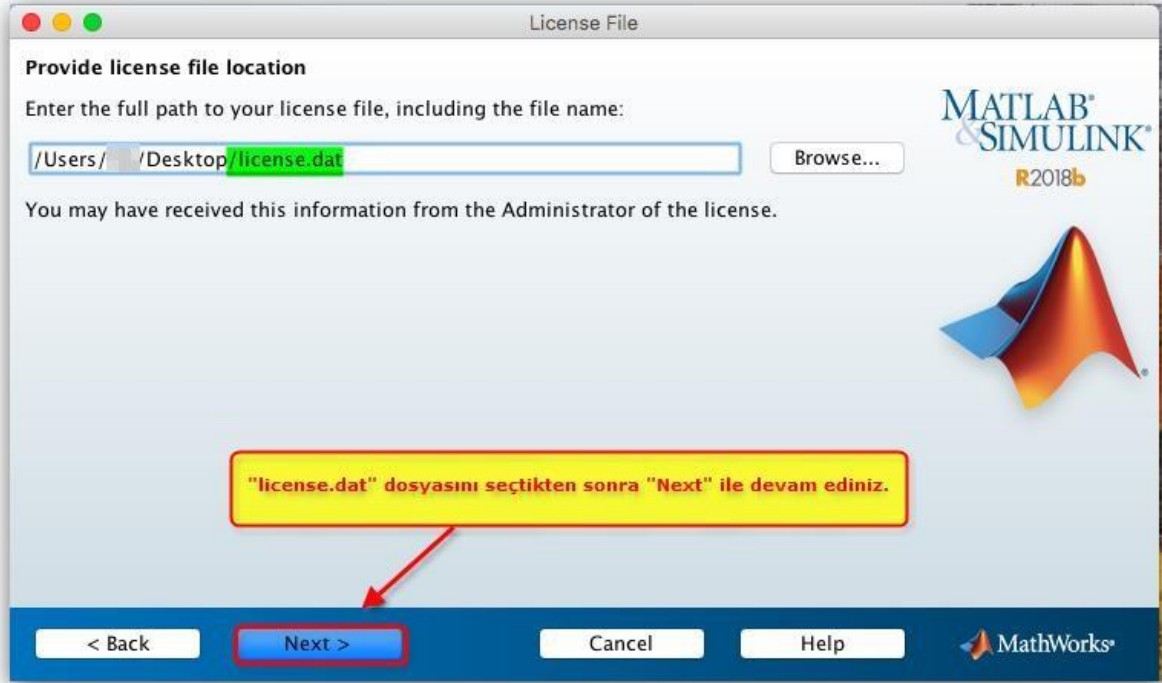 License File
Provide license file location
Enter the full path to your license file, including the file name:
/Users/ /Desktop/license.dat
Browse...
You may have received this information from the Administrator of the license.
MATLAB®
&SIMULINK®
R2018b
"license.dat" dosyasını seçtikten sonra "Next" ile devam ediniz.
< Back
Next >
Cancel
Help
MathWorks®